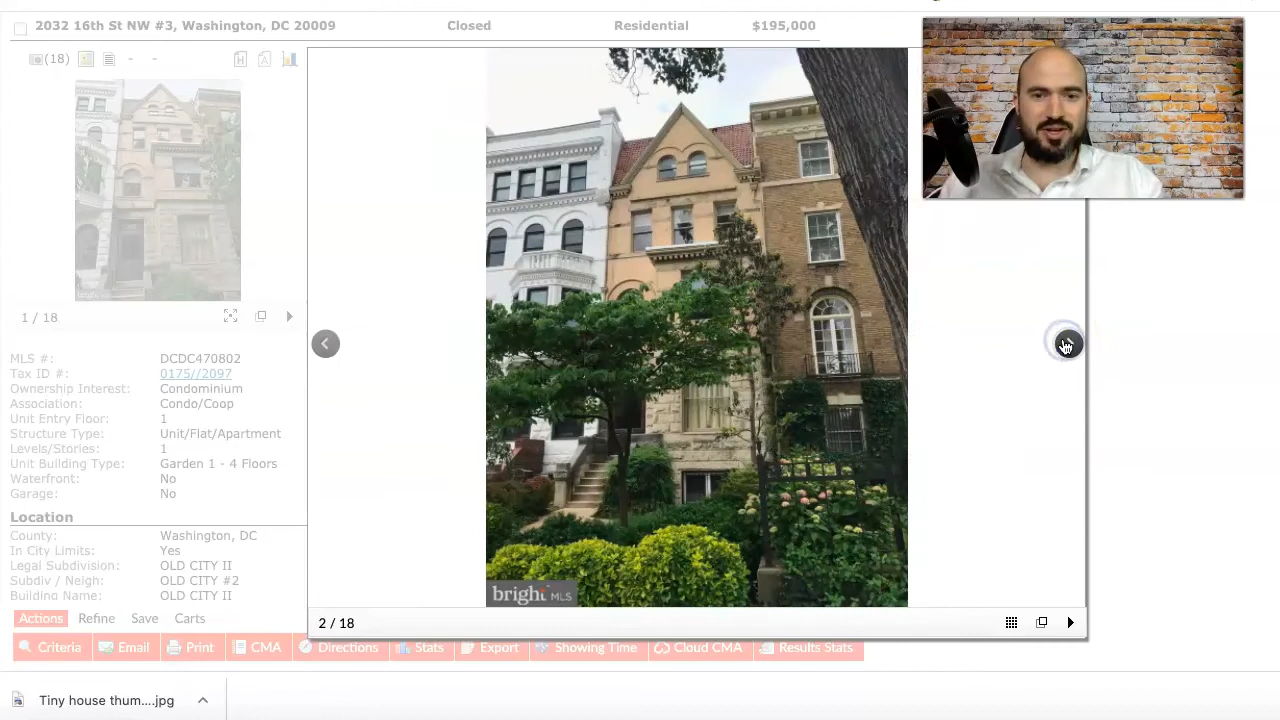 2032 16th St NW #3, Washington, DC 20009 Closed Residential $195,000
(18) - -
1 / 18
MLS #: DCDC470802
Tax ID #: 0175//2097
Ownership Interest: Condominium
Association: Condo/Coop
Unit Entry Floor: 1
Structure Type: Unit/Flat/Apartment
Levels/Stories: 1
Unit Building Type: Garden 1 - 4 Floors
Waterfront: No
Garage: No
Location
County: Washington, DC
In City Limits: Yes
Legal Subdivision: OLD CITY II
Subdiv / Neigh: OLD CITY #2
Building Name: OLD CITY II
bright MLS
2 / 18
Actions Refine Save Carts
Criteria Email Print CMA Directions Stats Export Showing Time Cloud CMA Results Stats
Tiny house thum....jpg